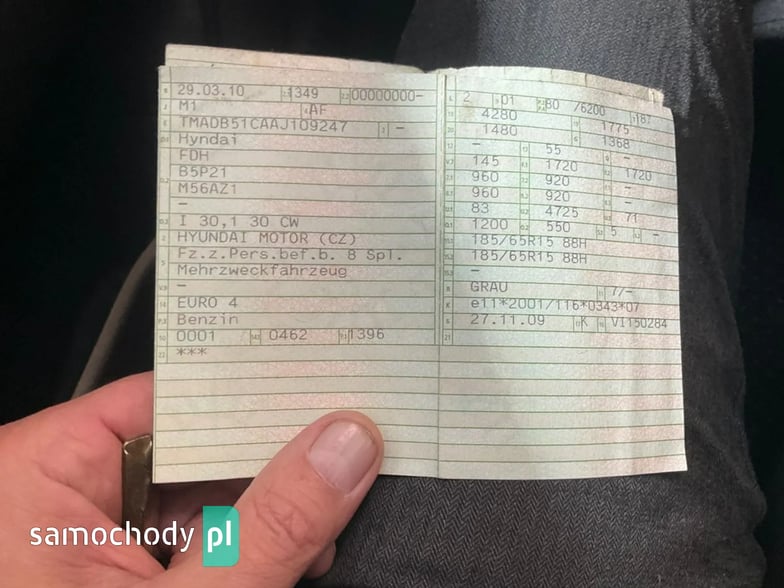 29.03.10 1349 00000000-
M1 AF
TMADB51CAAJ109247 -
Hyndai
FDH
B5P21
M56AZ1
-
I 30,1 30 CW
HYUNDAI MOTOR (CZ)
Fz.z.Pers.bef.b. 8 Spl.
Mehrzweckfahrzeug
-
EURO 4
Benzin
0001 0462 1396
***
2 01 80 /6200 187
4280 1775
1480 1368
- 55 -
145 1720 1720
960 920 -
960 920 -
83 4725 71
1200 550 5 -
185/65R15 88H
185/65R15 88H
-
GRAU 7/-
e11*2001/116*0343*07
27.11.09 K VI150284
samochody pl